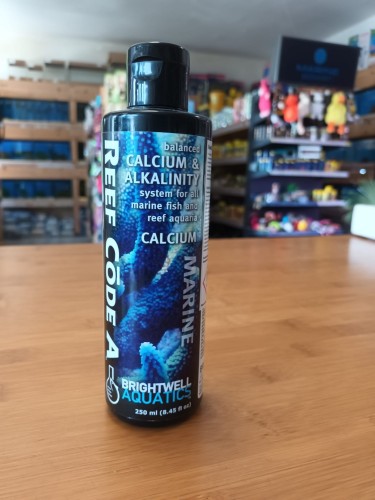 REEF CŌDE A
balanced
CALCIUM &
ALKALINITY
system for all
marine fish and
reef aquaria
CALCIUM
MARINE
BRIGHTWELL
AQUATICS
250 ml (8.45 fl oz)